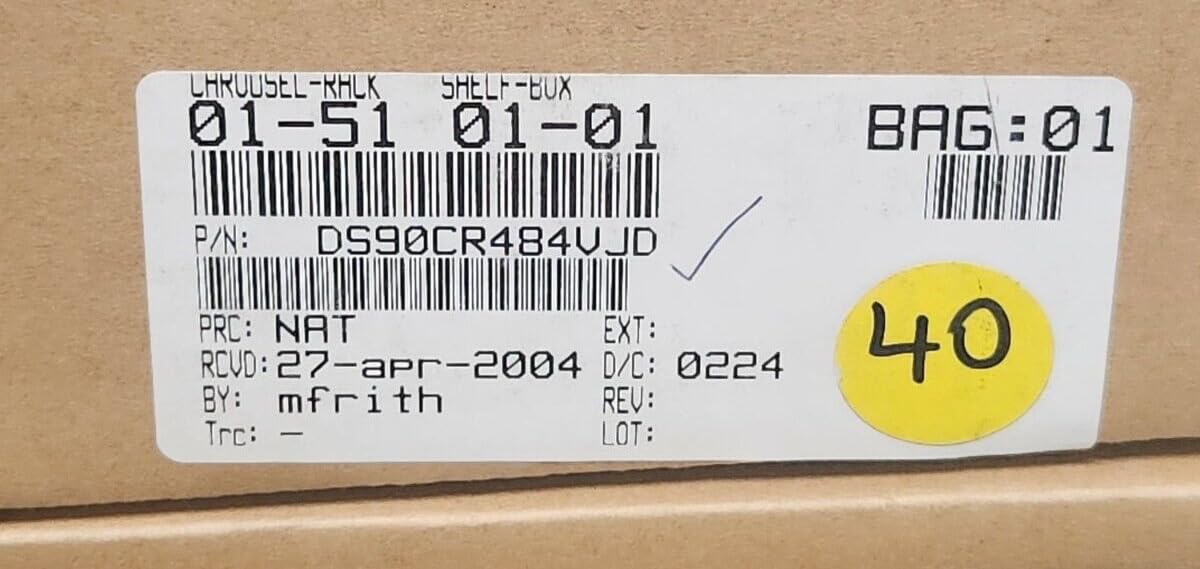 CAROUSEL-RACK SHELF-BOX
01-51 01-01 BAG:01
P/N: DS90CR484VJD
PRC: NAT EXT:
RCVD: 27-apr-2004 D/C: 0224
BY: mfrith REV:
Trc: - LOT:
40